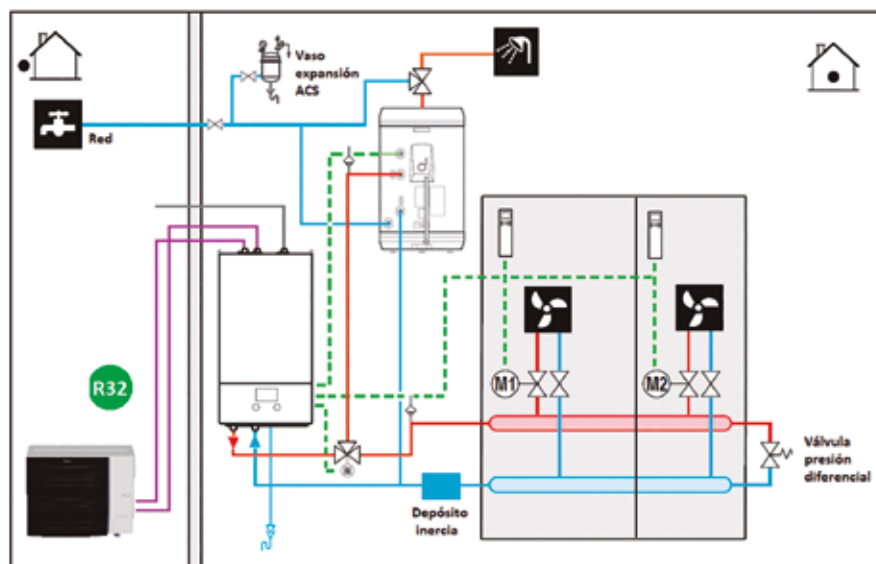 Vaso
expansión
ACS
Red
R32
M1
M2
Válvula
presión
diferencial
Depósito
inercia